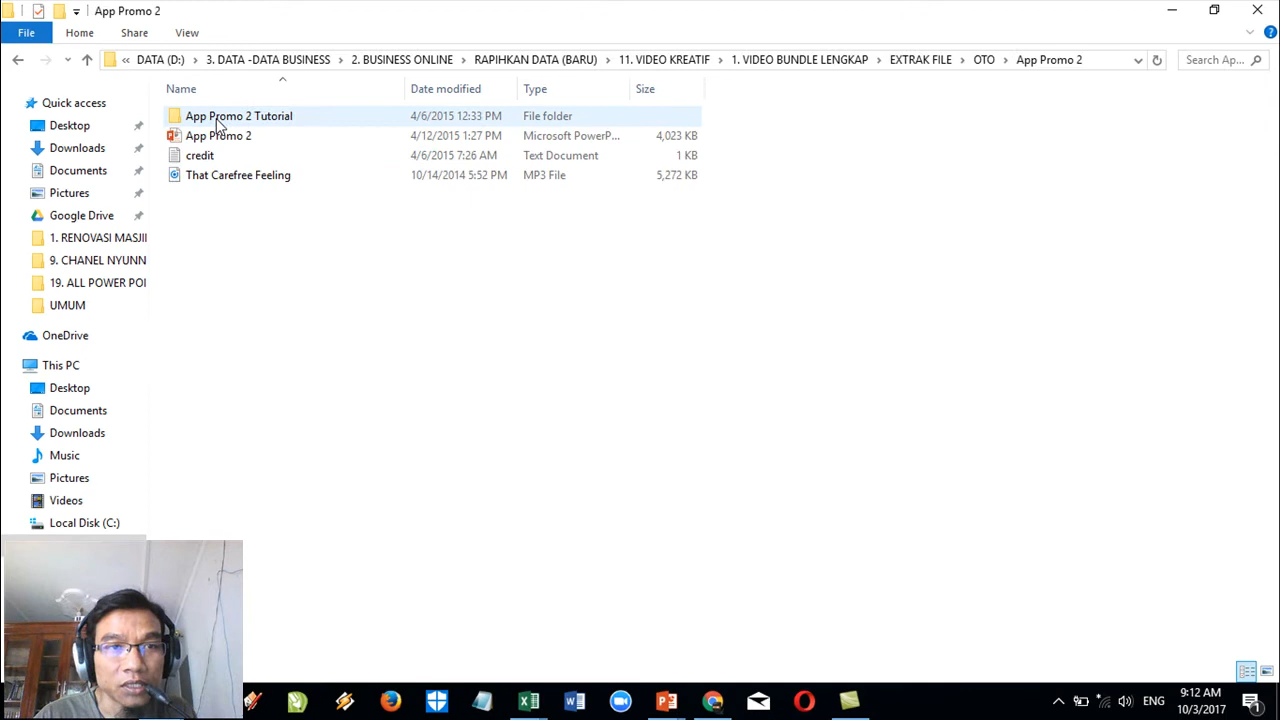 App Promo 2
File Home Share View
« DATA (D:) › 3. DATA -DATA BUSINESS › 2. BUSINESS ONLINE › RAPIHKAN DATA (BARU) › 11. VIDEO KREATIF › 1. VIDEO BUNDLE LENGKAP › EXTRAK FILE › OTO › App Promo 2
Search Ap...
Quick access
Desktop
Downloads
Documents
Pictures
Google Drive
1. RENOVASI MASJI
9. CHANEL NYUNN
19. ALL POWER POI
UMUM
OneDrive
This PC
Desktop
Documents
Downloads
Music
Pictures
Videos
Local Disk (C:)
Name Date modified Type Size
App Promo 2 Tutorial 4/6/2015 12:33 PM File folder
App Promo 2 4/12/2015 1:27 PM Microsoft PowerP... 4,023 KB
credit 4/6/2015 7:26 AM Text Document 1 KB
That Carefree Feeling 10/14/2014 5:52 PM MP3 File 5,272 KB
ENG
9:12 AM
10/3/2017